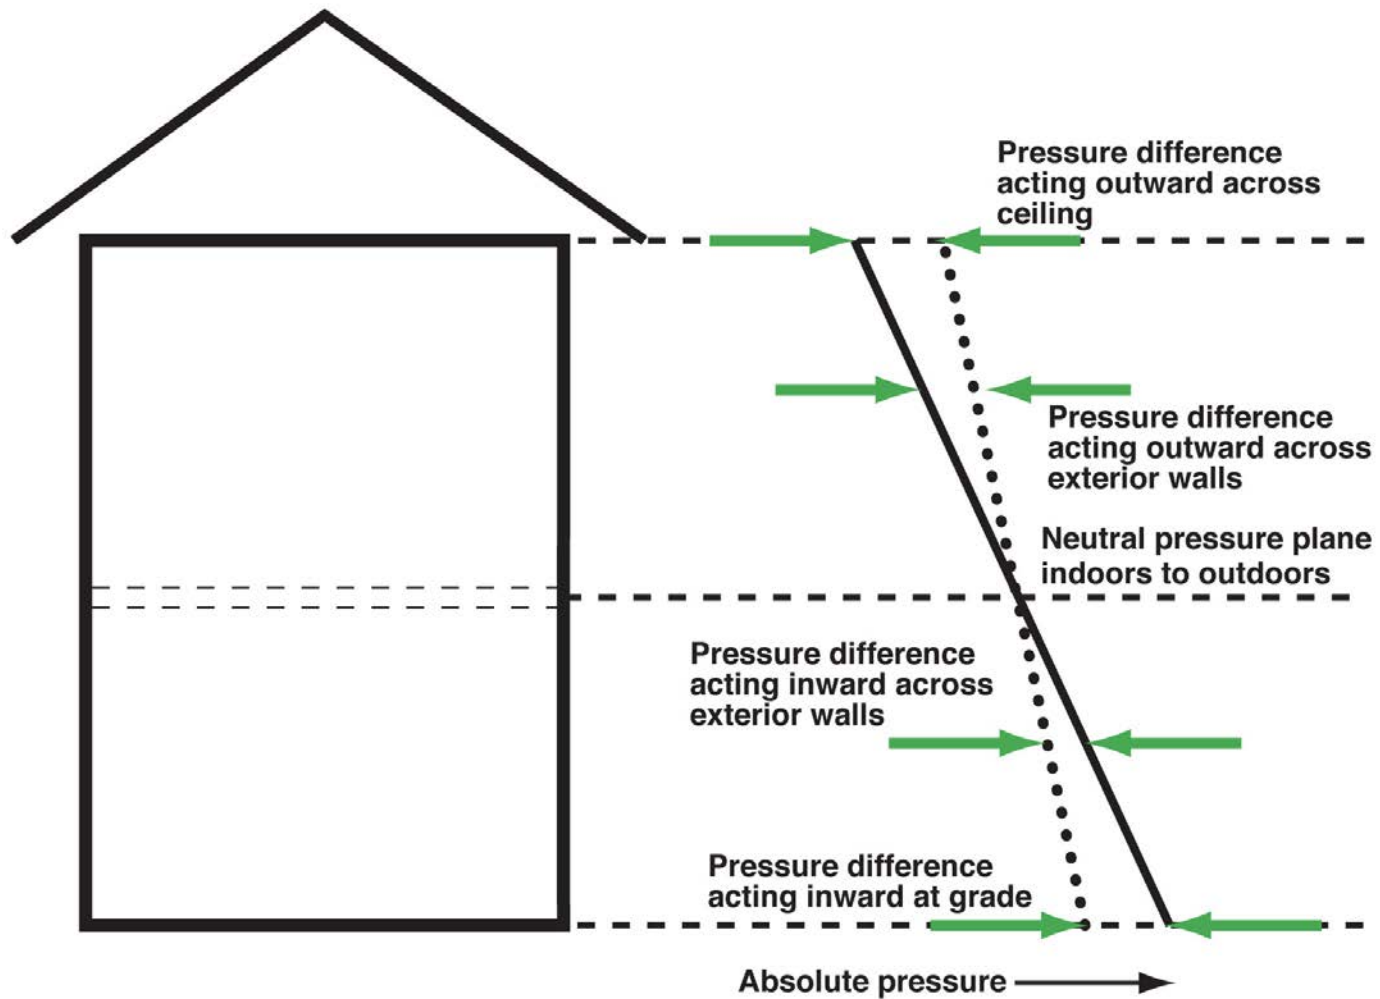 Pressure difference
acting outward across
ceiling
Pressure difference
acting outward across
exterior walls
Neutral pressure plane
indoors to outdoors
Pressure difference
acting inward across
exterior walls
Pressure difference
acting inward at grade
Absolute pressure